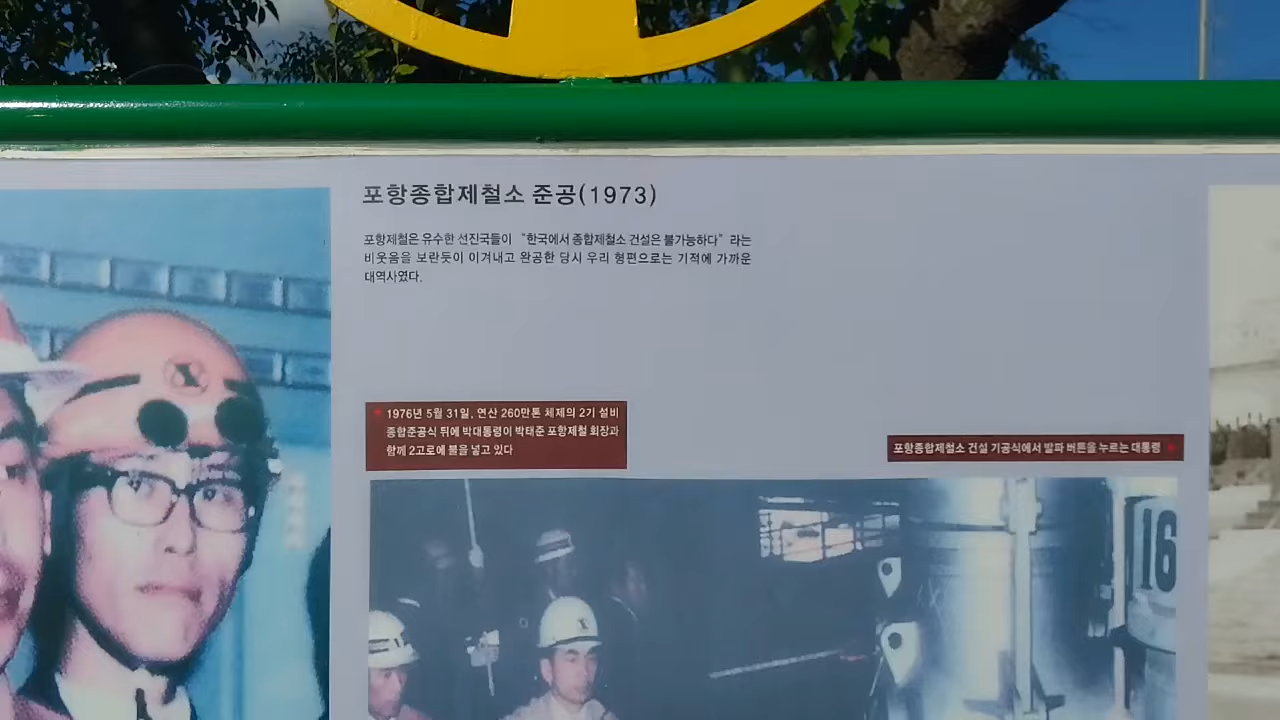 포항종합제철소 준공(1973)
포항제철은 유수한 선진국들이 “한국에서 종합제철소 건설은 불가능하다” 라는
비웃음을 보란듯이 이겨내고 완공한 당시 우리 형편으로는 기적에 가까운
대역사였다.
1976년 5월 31일, 연산 260만톤 체제의 2기 설비
종합준공식 뒤에 박대통령이 박태준 포항제철 회장과
함께 2고로에 불을 넣고 있다
포항종합제철소 건설 기공식에서 발파 버튼을 누르는 대통령
16